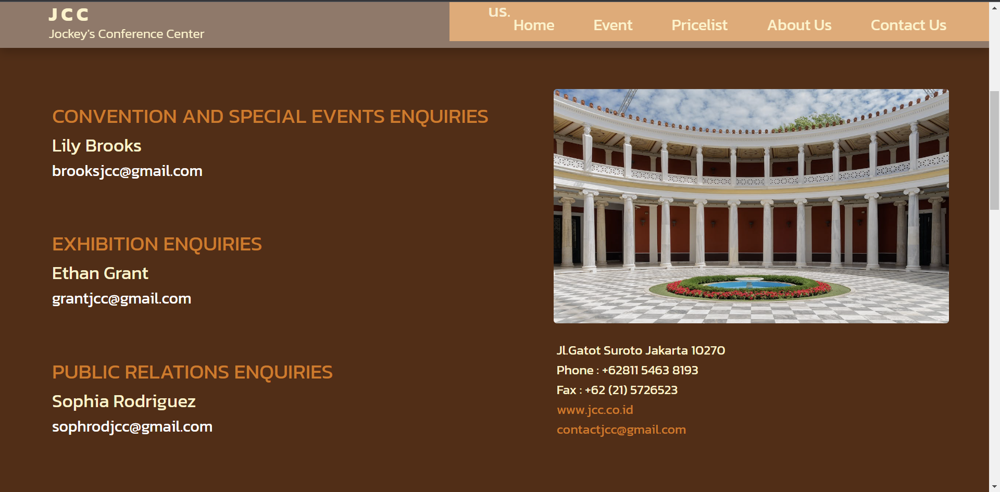 JCC
Jockey's Conference Center
us.
Home
Event
Pricelist
About Us
Contact Us
CONVENTION AND SPECIAL EVENTS ENQUIRIES
Lily Brooks
brooksjcc@gmail.com
EXHIBITION ENQUIRIES
Ethan Grant
grantjcc@gmail.com
PUBLIC RELATIONS ENQUIRIES
Sophia Rodriguez
sophrodjcc@gmail.com
Jl.Gatot Suroto Jakarta 10270
Phone : +62811 5463 8193
Fax : +62 (21) 5726523
www.jcc.co.id
contactjcc@gmail.com